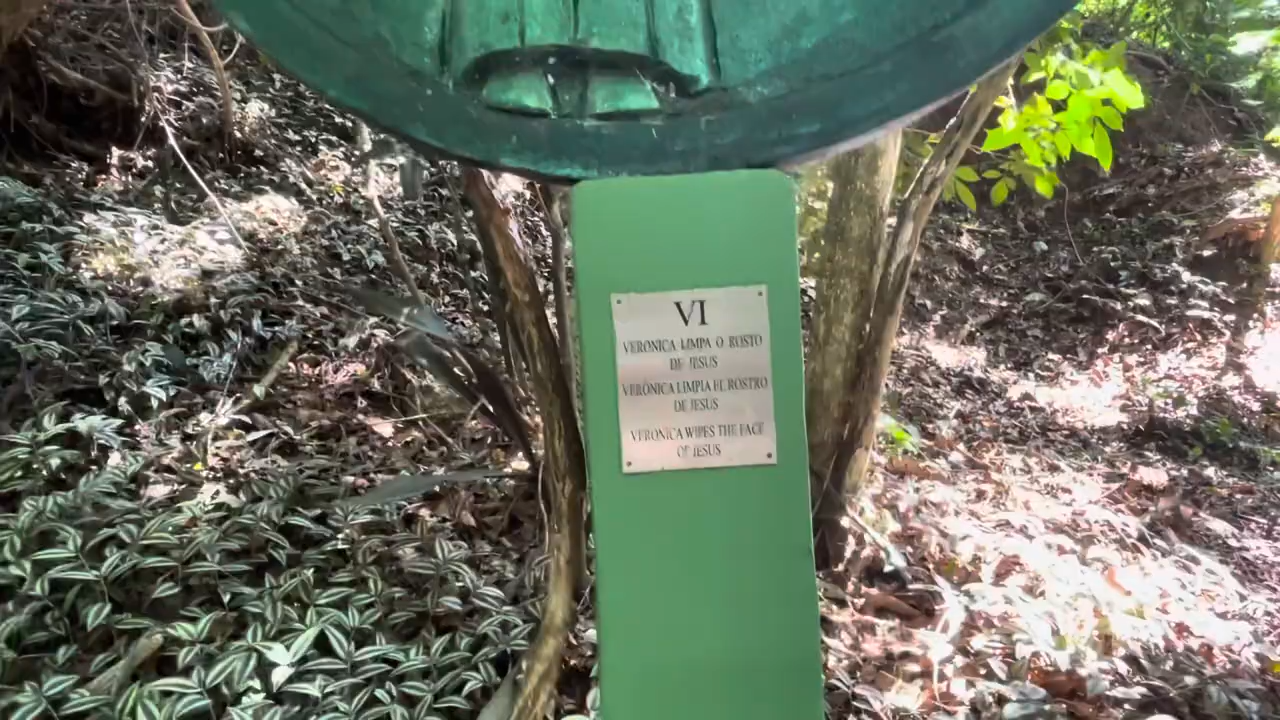 VI
VERONICA LIMPA O ROSTO
DE JESUS
VERONICA LIMPIA EL ROSTRO
DE JESUS
VERONICA WIPES THE FACE
OF JESUS